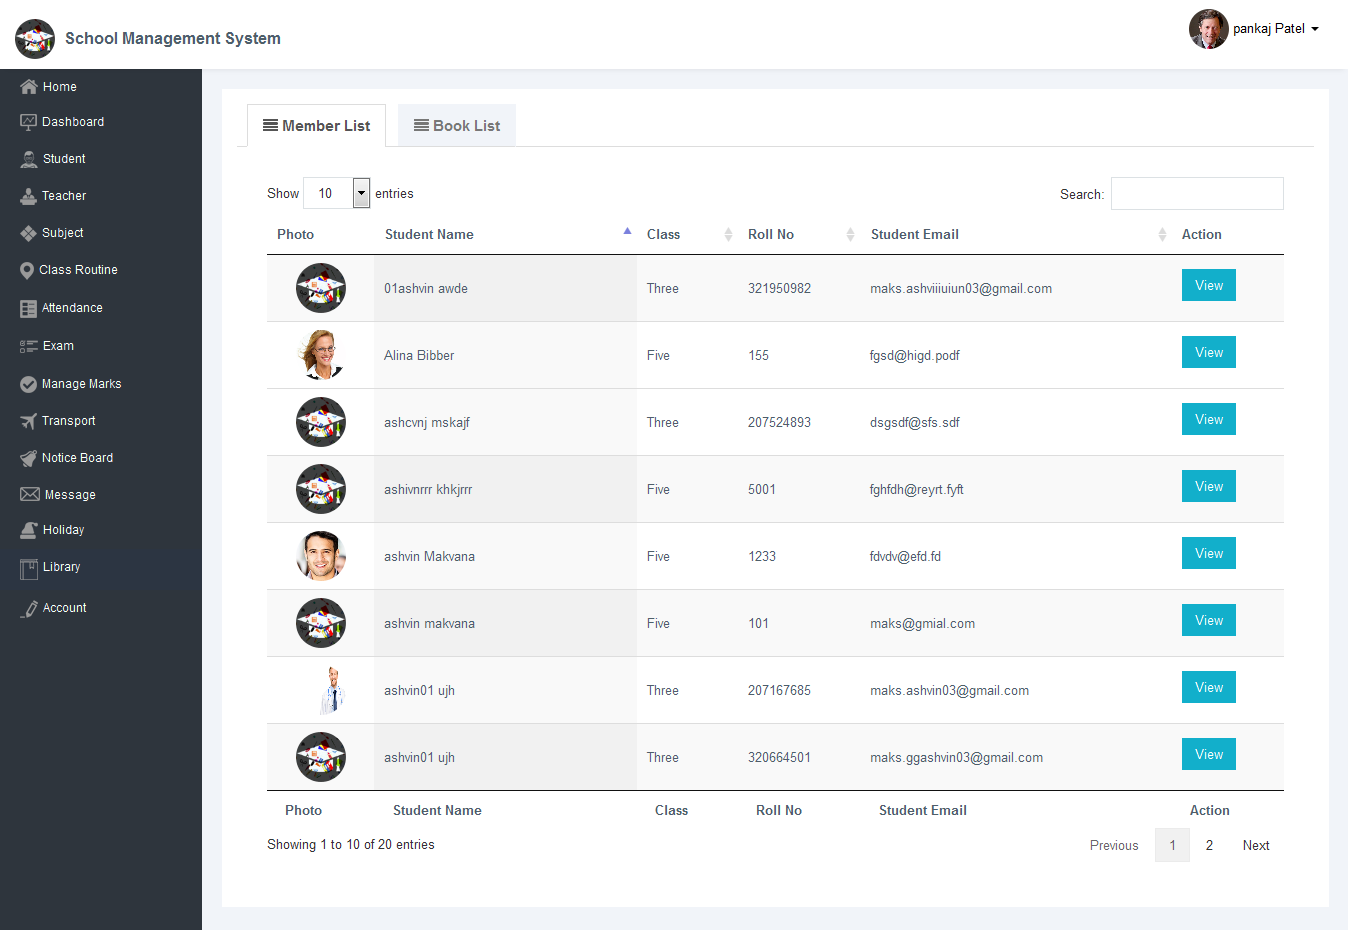 School Management System
pankaj Patel
Home
Dashboard
Student
Teacher
Subject
Class Routine
Attendance
Exam
Manage Marks
Transport
Notice Board
Message
Holiday
Library
Account
Member List Book List
Show 10 entries Search:
Photo Student Name Class Roll No Student Email Action
01ashvin awde Three 321950982 maks.ashviiiuiun03@gmail.com View
Alina Bibber Five 155 fgsd@higd.podf View
ashcvnj mskajf Three 207524893 dsgsdf@sfs.sdf View
ashivnrrr khkjrrr Five 5001 fghfdh@reyrt.fyft View
ashvin Makvana Five 1233 fdvdv@efd.fd View
ashvin makvana Five 101 maks@gmial.com View
ashvin01 ujh Three 207167685 maks.ashvin03@gmail.com View
ashvin01 ujh Three 320664501 maks.ggashvin03@gmail.com View
Photo Student Name Class Roll No Student Email Action
Showing 1 to 10 of 20 entries Previous 1 2 Next